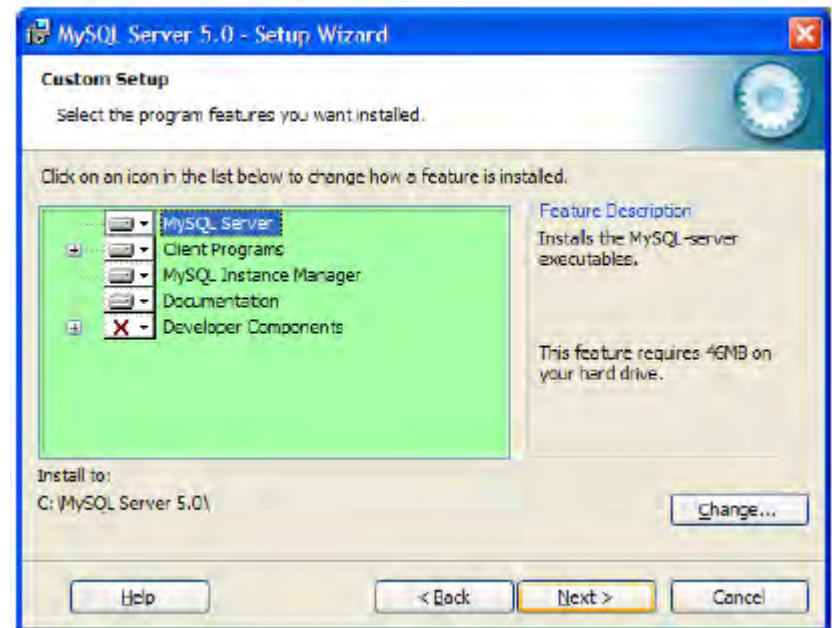 MySQL Server 5.0 - Setup Wizard
Custom Setup
Select the program features you want installed.
Click on an icon in the list below to change how a feature is installed.
MySQL Server
Client Programs
MySQL Instance Manager
Documentation
Developer Components
Feature Description
Installs the MySQL-server
executables.
This feature requires 46MB on
your hard drive.
Install to:
C:\MySQL Server 5.0\
Change...
Help
< Back
Next >
Cancel